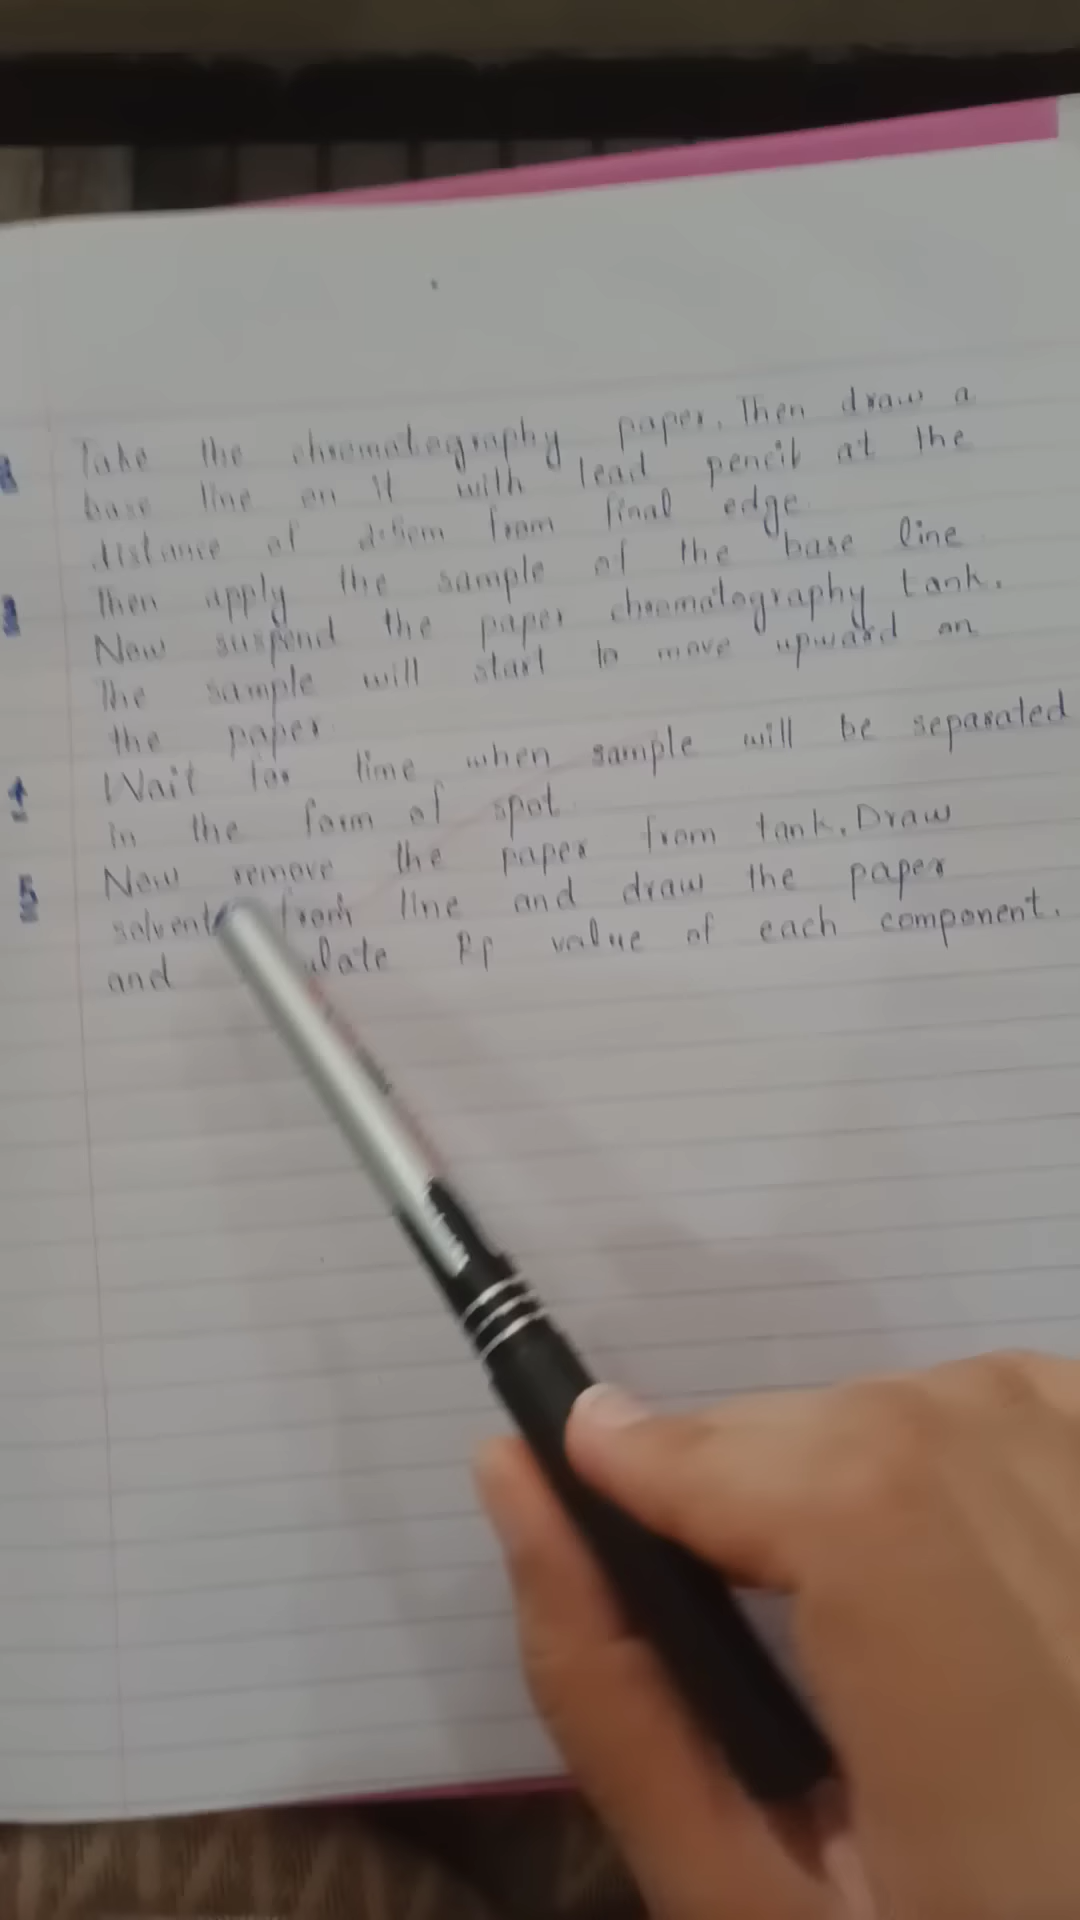 Take the chromatography paper. Then draw a
base line on it with lead pencil at the
distance of from final edge.
Then apply the sample of the base line
Now suspend the paper chromatography tank.
The sample will start to move upward on
the paper.
4 Wait for time when sample will be separated
in the form of spot.
5 Now remove the paper from tank. Draw
solvent from line and draw the paper
and ulate Rf value of each component.